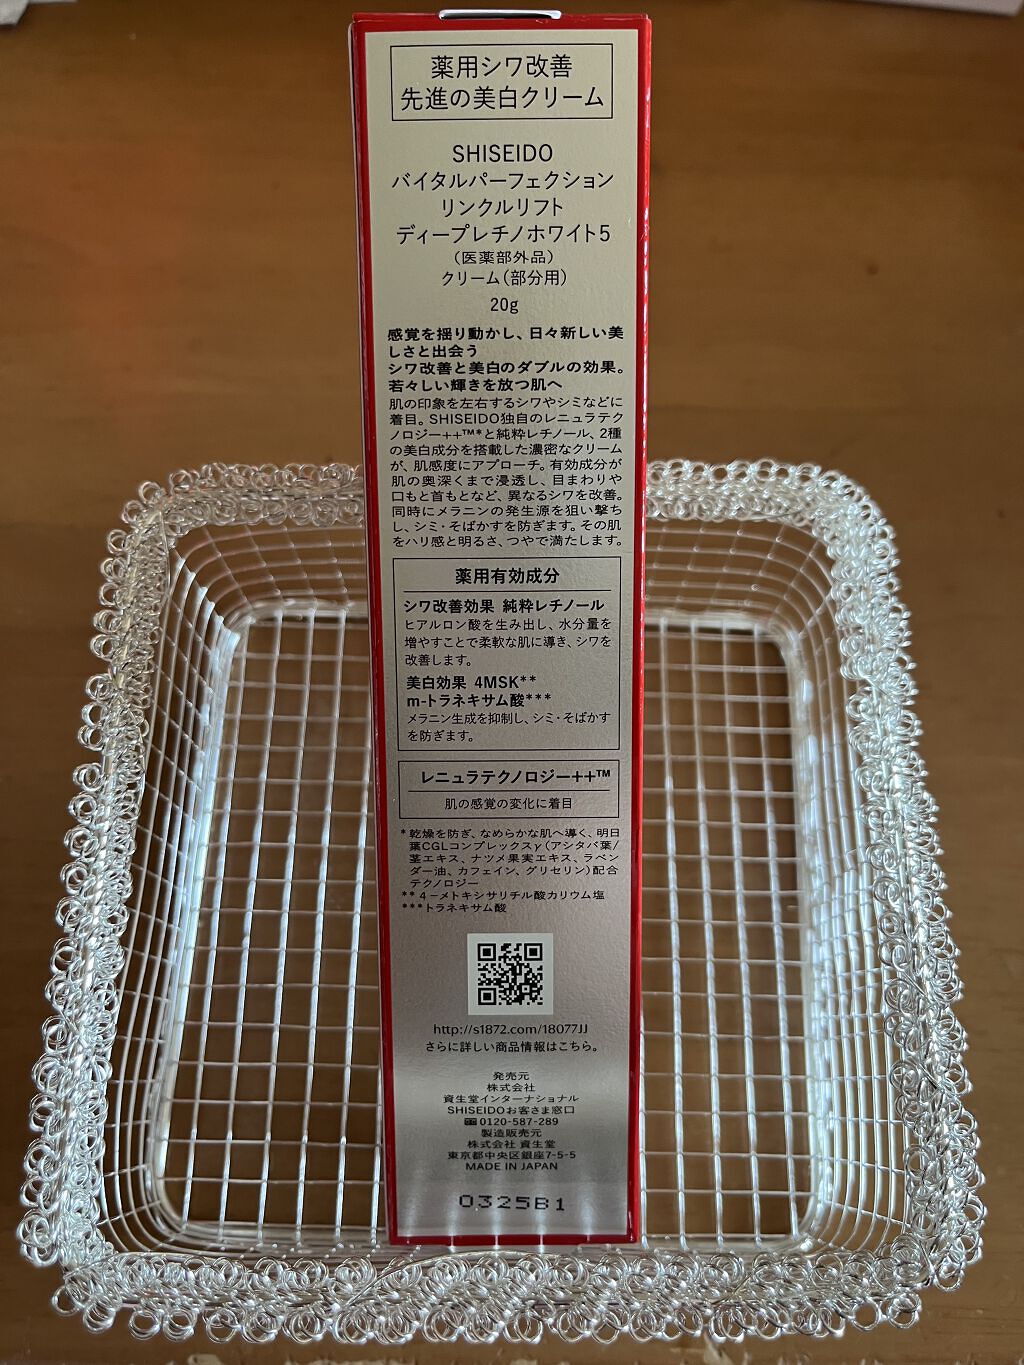 薬用シワ改善
先進の美白クリーム
SHISEIDO
バイタルパーフェクション
リンクルリフト
ディープレチノホワイト5
（医薬部外品）
クリーム（部分用）
20g
感覚を揺り動かし、日々新しい美
しさと出会う
シワ改善と美白のダブルの効果。
若々しい輝きを放つ肌へ
肌の印象を左右するシワやシミなどに
着目。SHISEIDO独自のレニュラテク
ノロジー++™*と純粋レチノール、2種
の美白成分を搭載した濃密なクリーム
が、肌感度にアプローチ。有効成分が
肌の奥深くまで浸透し、目まわりや
口もと首もとなど、異なるシワを改善。
同時にメラニンの発生源を狙い撃ち
し、シミ・そばかすを防ぎます。その肌
をハリ感と明るさ、つやで満たします。
薬用有効成分
シワ改善効果 純粋レチノール
ヒアルロン酸を生み出し、水分量を
増やすことで柔軟な肌に導き、シワを
改善します。
美白効果 4MSK**
m-トラネキサム酸***
メラニン生成を抑制し、シミ・そばかす
を防ぎます。
レニュラテクノロジー++™
肌の感覚の変化に着目
*乾燥を防ぎ、なめらかな肌へ導く、明日
葉CGLコンプレックスγ（アシタバ葉/
茎エキス、ナツメ果実エキス、ラベン
ダー油、カフェイン、グリセリン）配合
テクノロジー
**4-メトキシサリチル酸カリウム塩
***トラネキサム酸
http://s1872.com/18077JJ
さらに詳しい商品情報はこちら。
発売元
株式会社
資生堂インターナショナル
SHISEIDOお客さま窓口
0120-587-289
製造販売元
株式会社 資生堂
東京都中央区銀座7-5-5
MADE IN JAPAN
0325B1